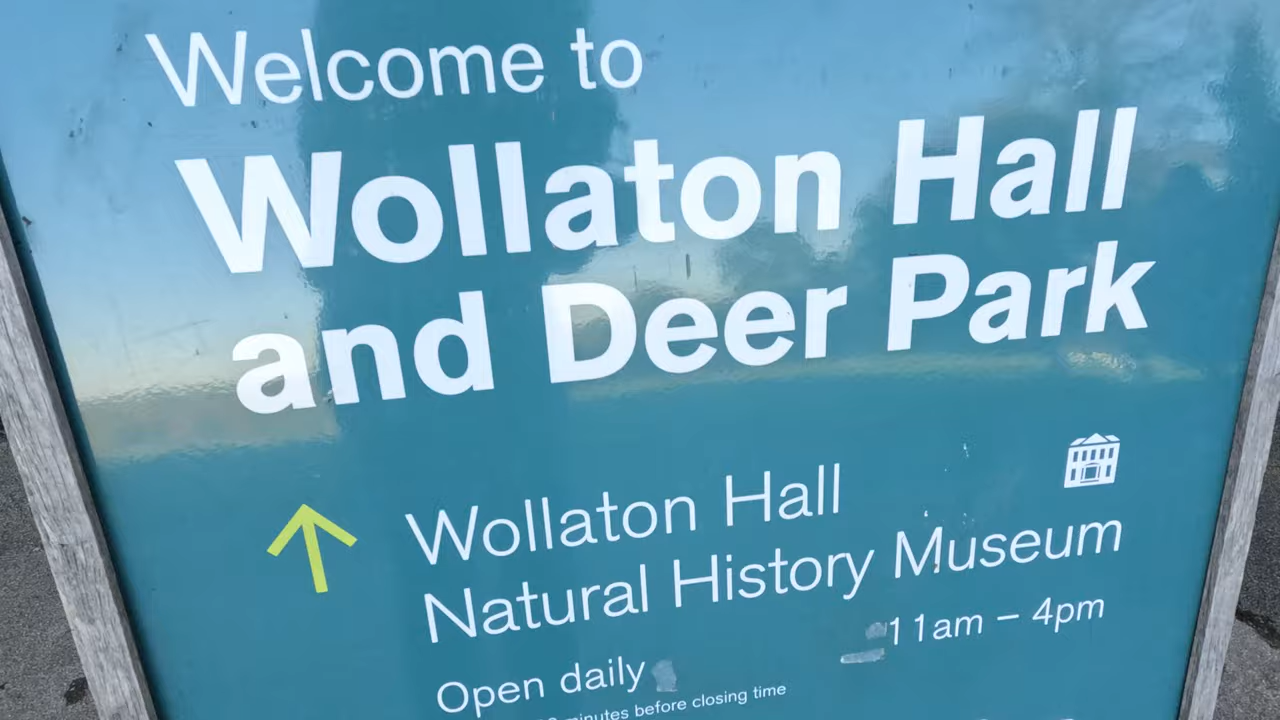 Welcome to
Wollaton Hall
and Deer Park
Wollaton Hall
Natural History Museum
11am – 4pm
Open daily
minutes before closing time